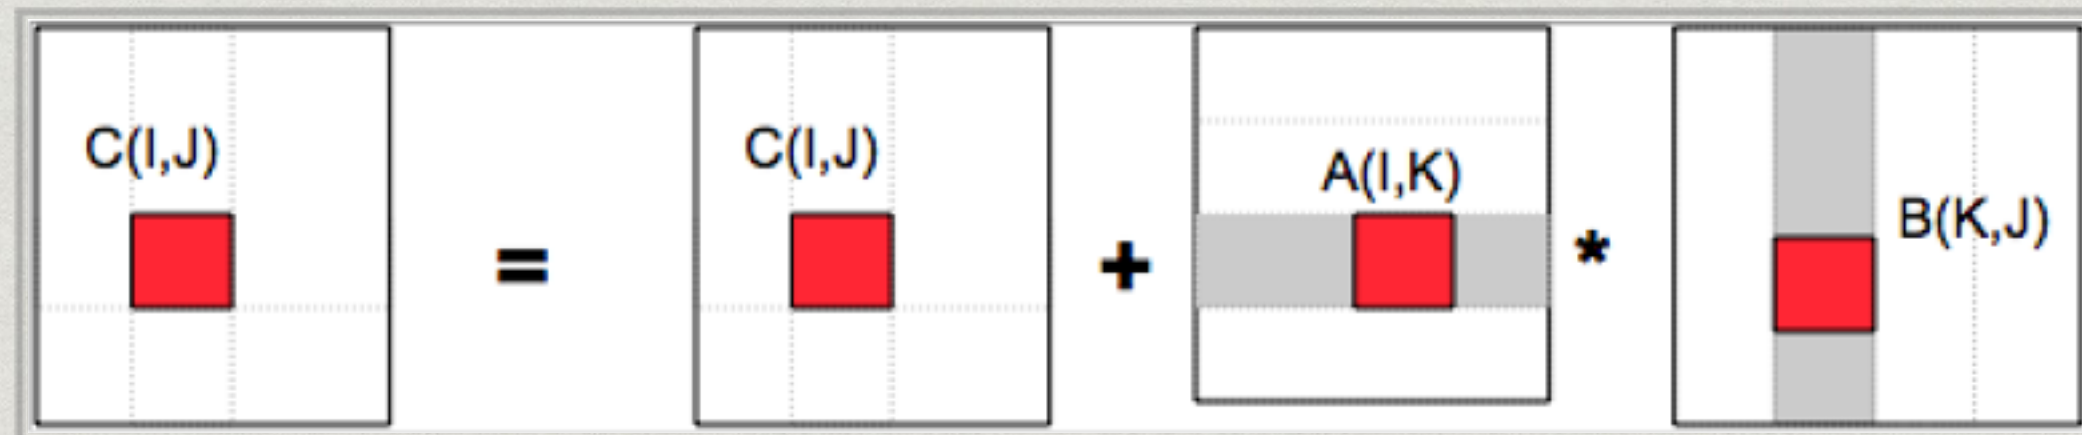 C(I,J) = C(I,J) + A(I,K) * B(K,J)